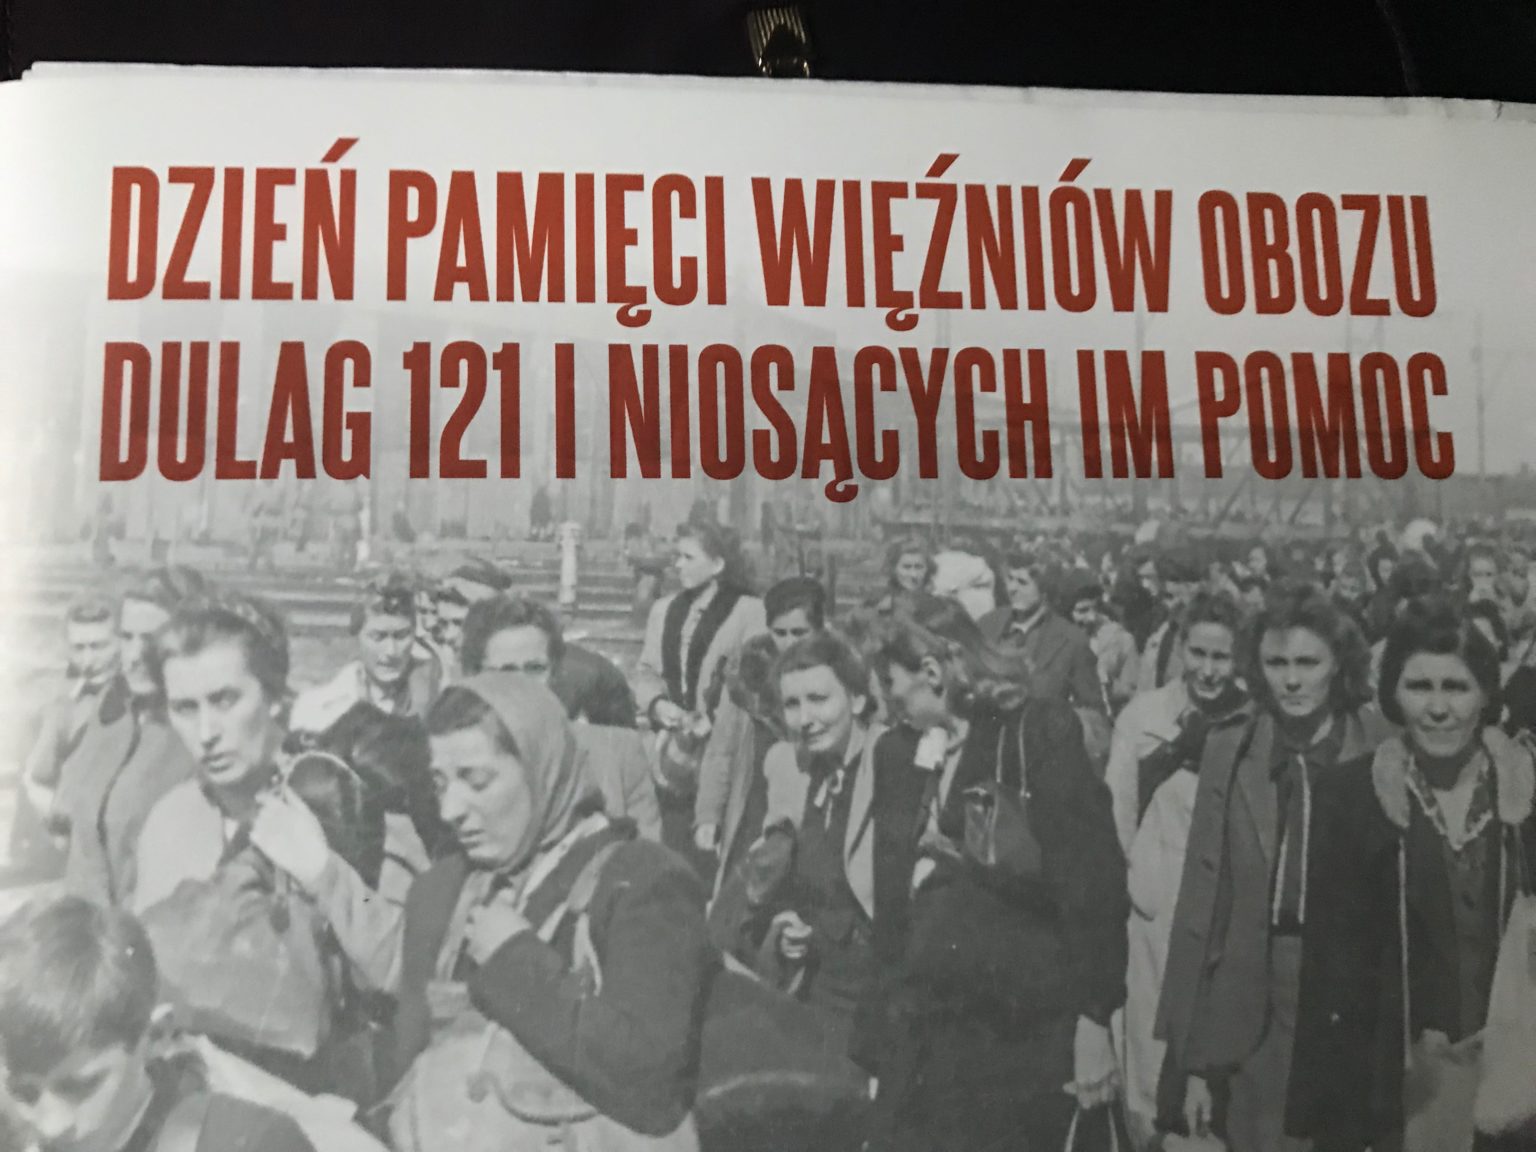 DZIEŃ PAMIĘCI WIĘŹNIÓW OBOZU
DULAG 121 I NIOSĄCYCH IM POMOC